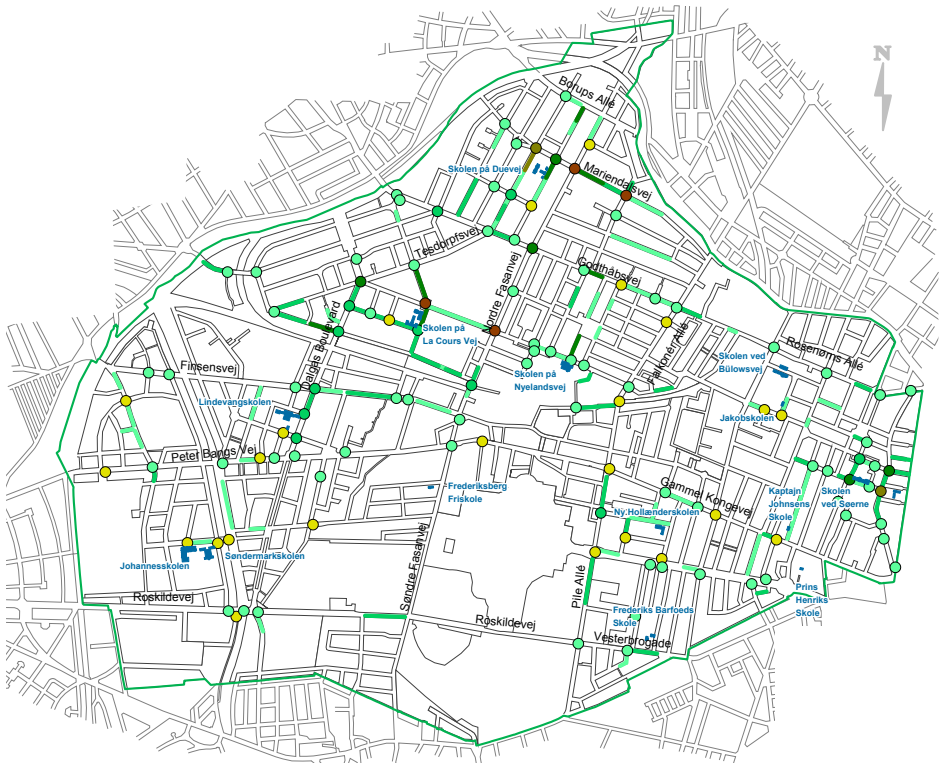 N
Borups Allé
Skolen på Duevej
Mariendalsvej
Tesdorpfsvej
Godthåbsvej
Nordre Fasanvej
Dalgas Boulevard
Skolen på
La Cours Vej
Falkoner Allé
Rosenørns Allé
Skolen ved
Bülowsvej
Finsensvej
Skolen på
Nyelandsvej
Lindevangskolen
Jakobskolen
Peter Bangs Vej
Frederiksberg
Friskole
Gammel Kongevej
Kaptajn
Johnsens
Skole
Skolen
ved Søerne
Ny Hollænderskolen
Søndermarkskolen
Johannesskolen
Søndre Fasanvej
Pile Allé
Prins
Henriks
Skole
Roskildevej
Roskildevej
Frederiks Barfoeds
Skole
Vesterbrogade